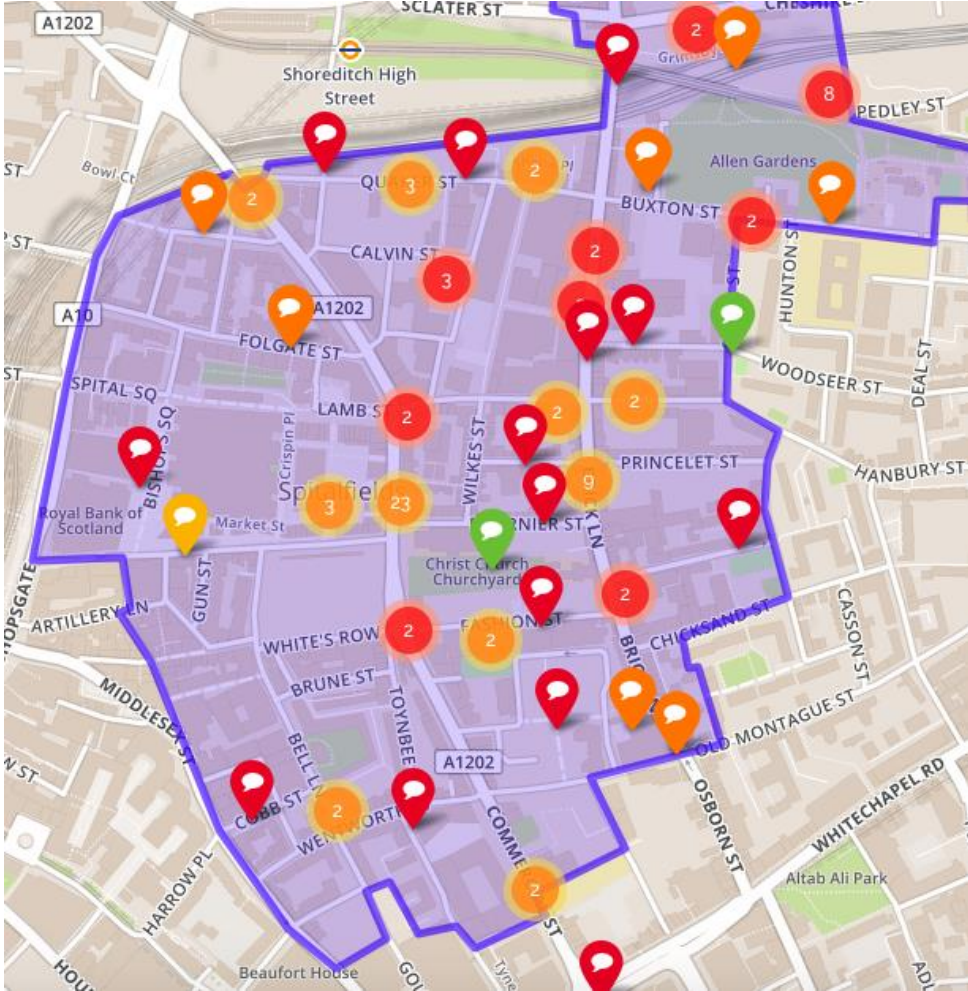 SCLATER ST
CHESHIRE
A1202
2
Shoreditch High
Street
8
PEDLEY ST
ST
Bowl Ct
Allen Gardens
2
3
2
BUXTON ST
2
ST
CALVIN ST
2
HUNTON ST
ST
3
A10
A1202
FOLGATE ST
WOODSEER ST
DEAL ST
ST
SPITAL SQ
LAMB ST
2
2
2
BISHOPS SQ
Crispin Pl
WILKES ST
PRINCELET ST
HANBURY ST
Spitalfields
3
23
9
Royal Bank of
Scotland
Market St
FOURNIER ST
Christ Church
Churchyard
GUN ST
ARTILLERY LN
2
CASSON ST
WHITE'S ROW
2
FASHION ST
2
CHICKSAND ST
BRUNE ST
MIDDLESEX ST
TOYNBEE
BELL LN
OLD MONTAGUE ST
A1202
COBB ST
2
WENTWORTH
OSBORN ST
WHITECHAPEL RD
HARROW PL
2
ST
Altab Ali Park
Beaufort House